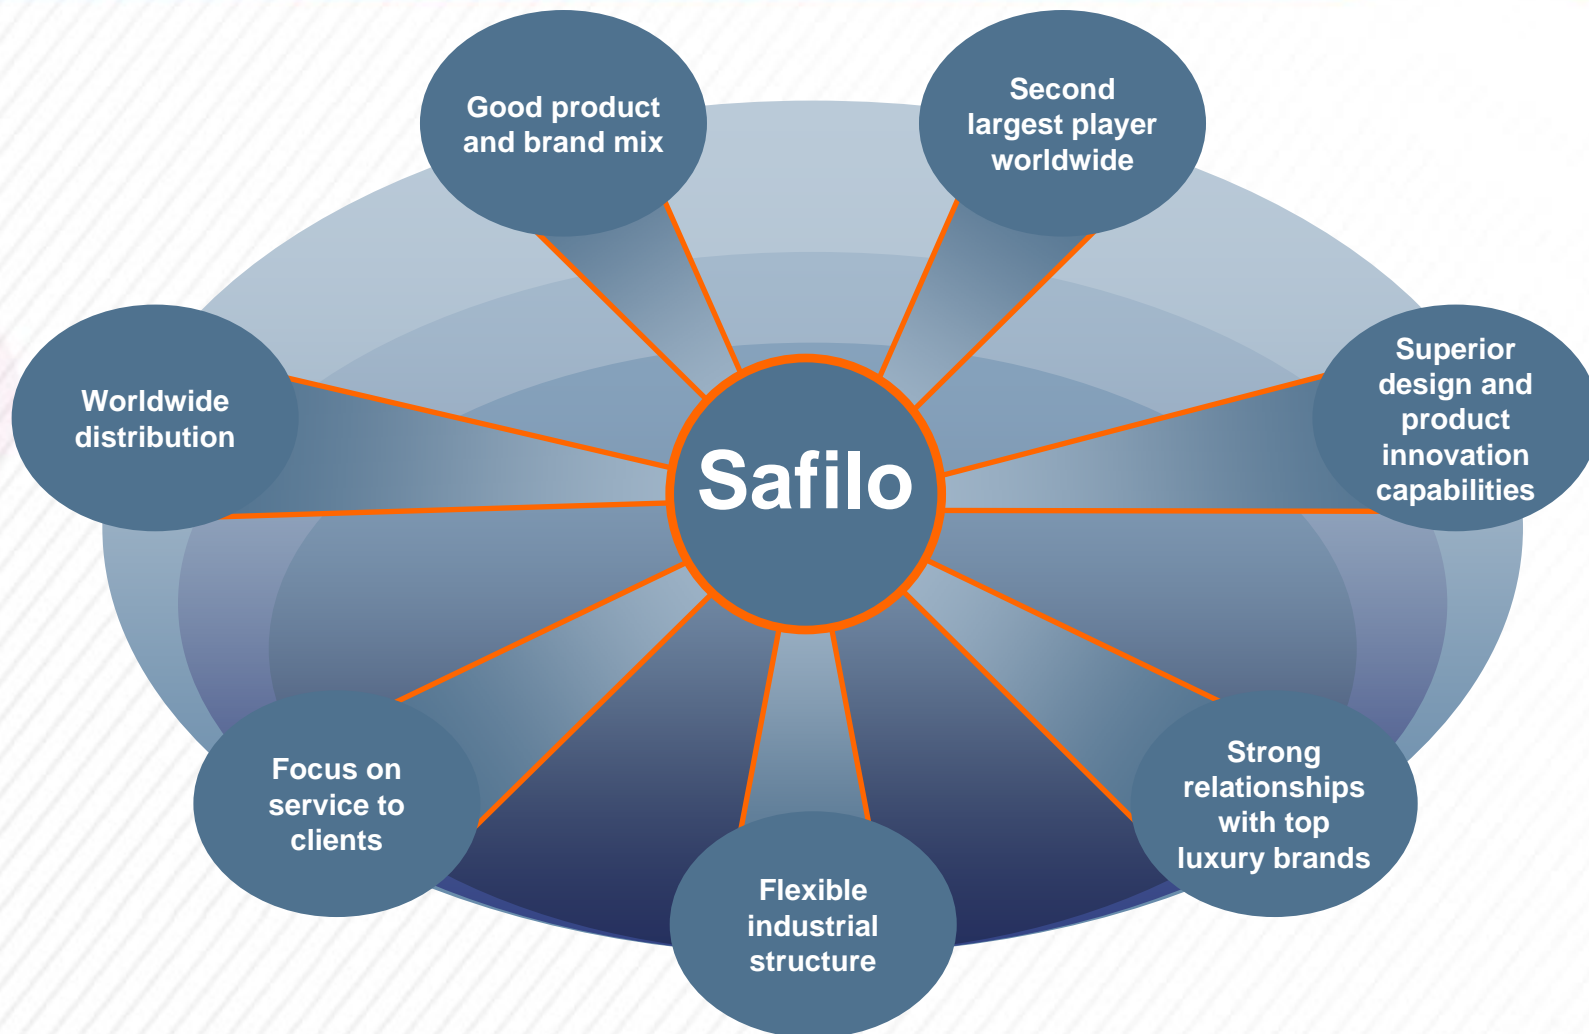 Good product
and brand mix
Second
largest player
worldwide
Worldwide
distribution
Superior
design and
product
innovation
capabilities
Safilo
Focus on
service to
clients
Flexible
industrial
structure
Strong
relationships
with top
luxury brands